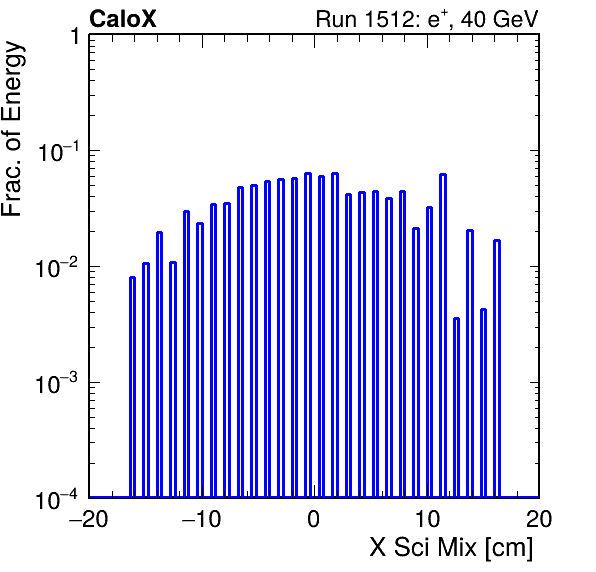 CaloX Run 1512: e⁺, 40 GeV
Frac. of Energy
1
10⁻¹
10⁻²
10⁻³
10⁻⁴
−20 −10 0 10 20
X Sci Mix [cm]